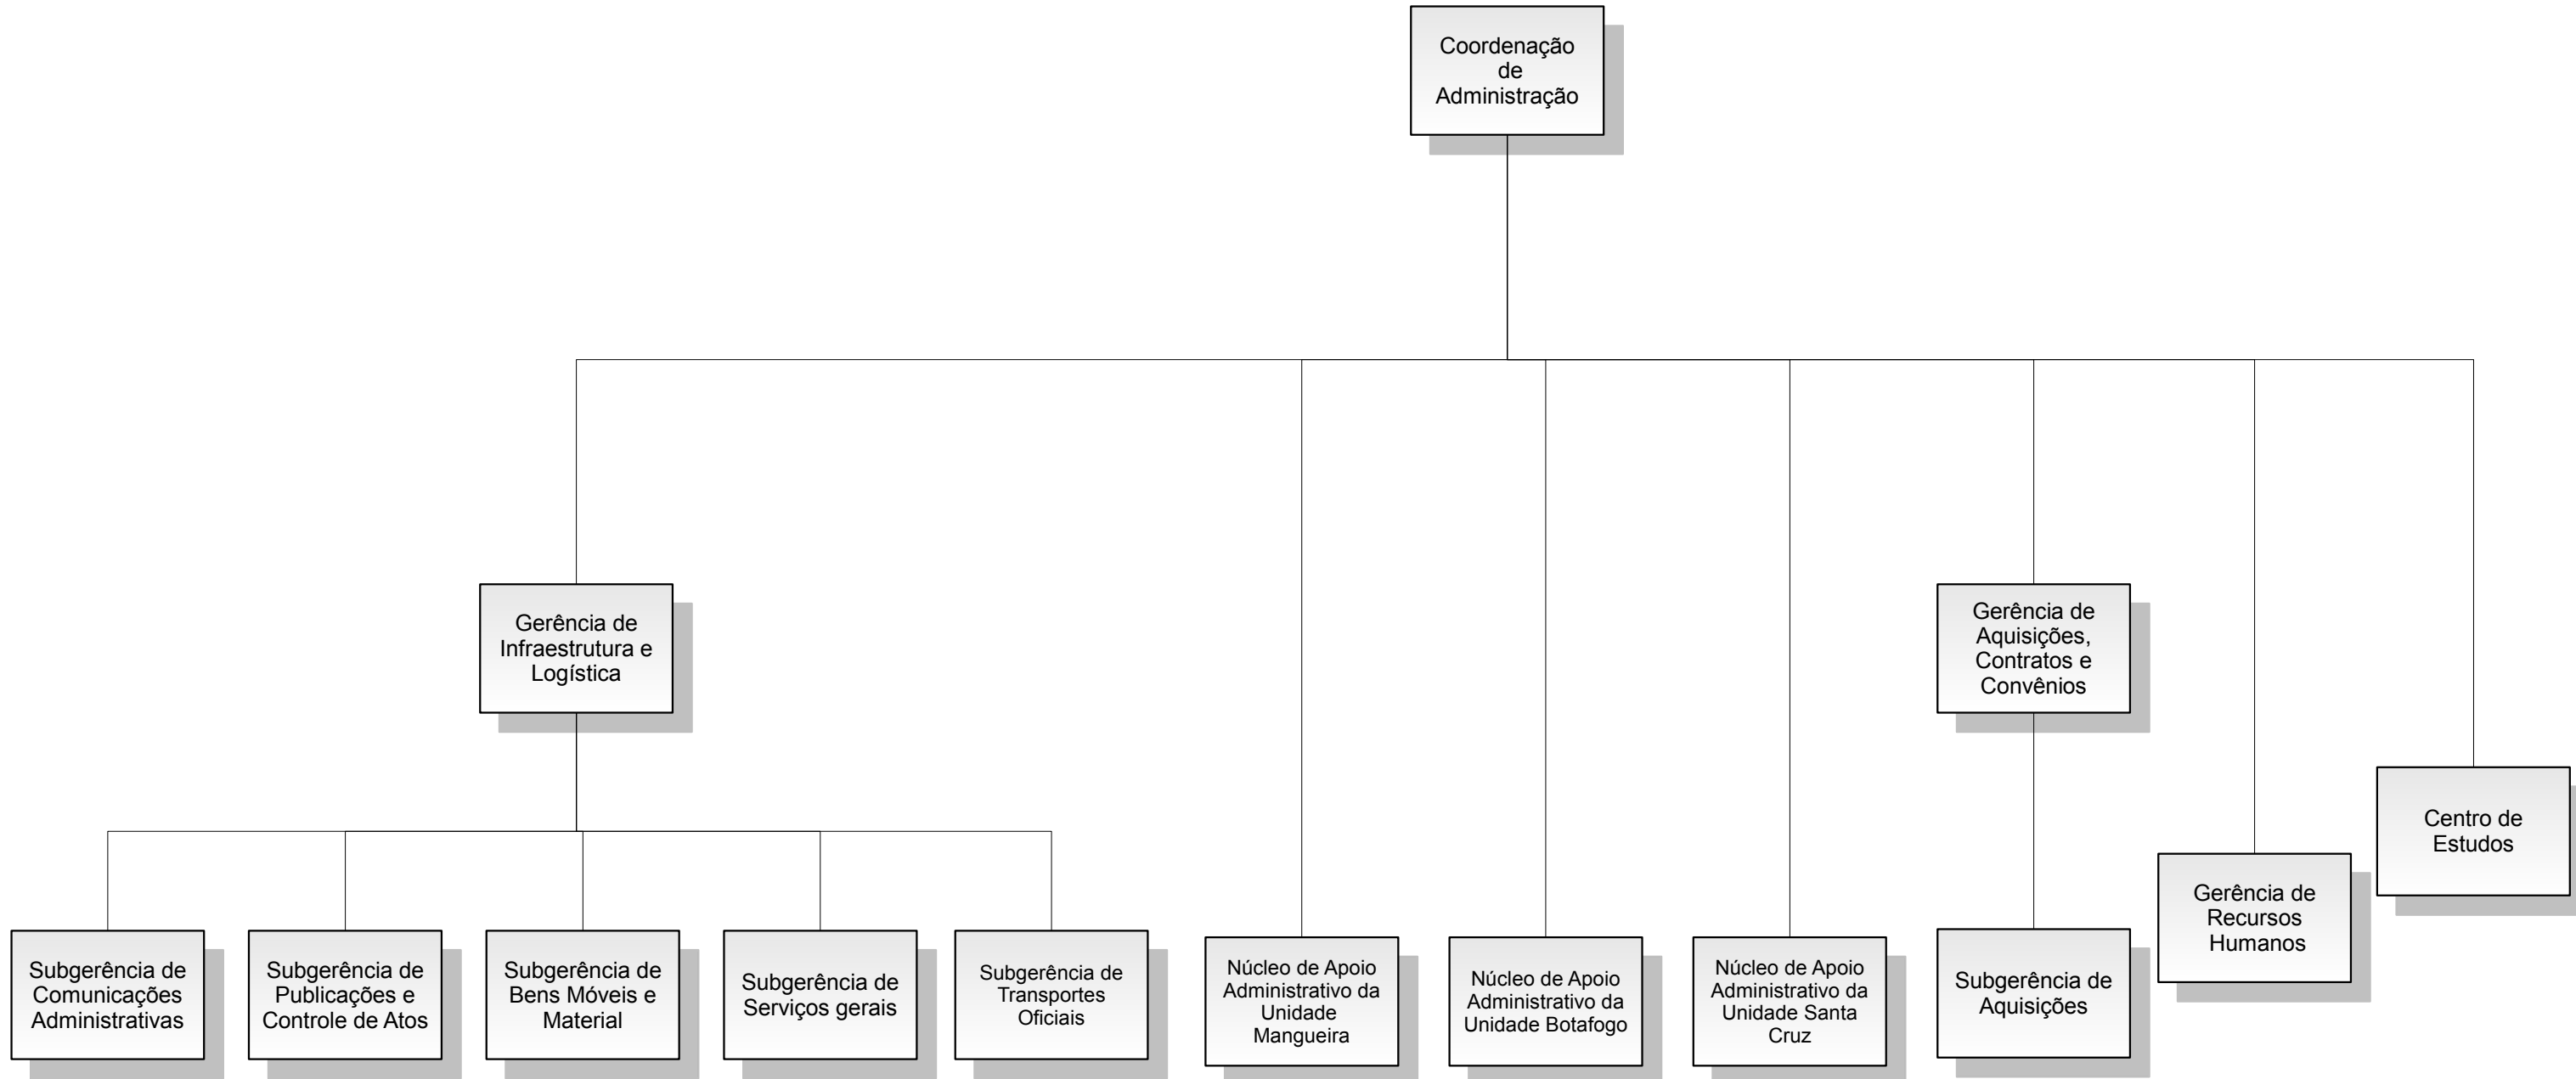 Coordenação
de
Administração
Gerência de
Infraestrutura e
Logística
Gerência de
Aquisições,
Contratos e
Convênios
Centro de
Estudos
Gerência de
Recursos
Humanos
Subgerência de
Comunicações
Administrativas
Subgerência de
Publicações e
Controle de Atos
Subgerência de
Bens Móveis e
Material
Subgerência de
Serviços gerais
Subgerência de
Transportes
Oficiais
Núcleo de Apoio
Administrativo da
Unidade
Mangueira
Núcleo de Apoio
Administrativo da
Unidade Botafogo
Núcleo de Apoio
Administrativo da
Unidade Santa
Cruz
Subgerência de
Aquisições